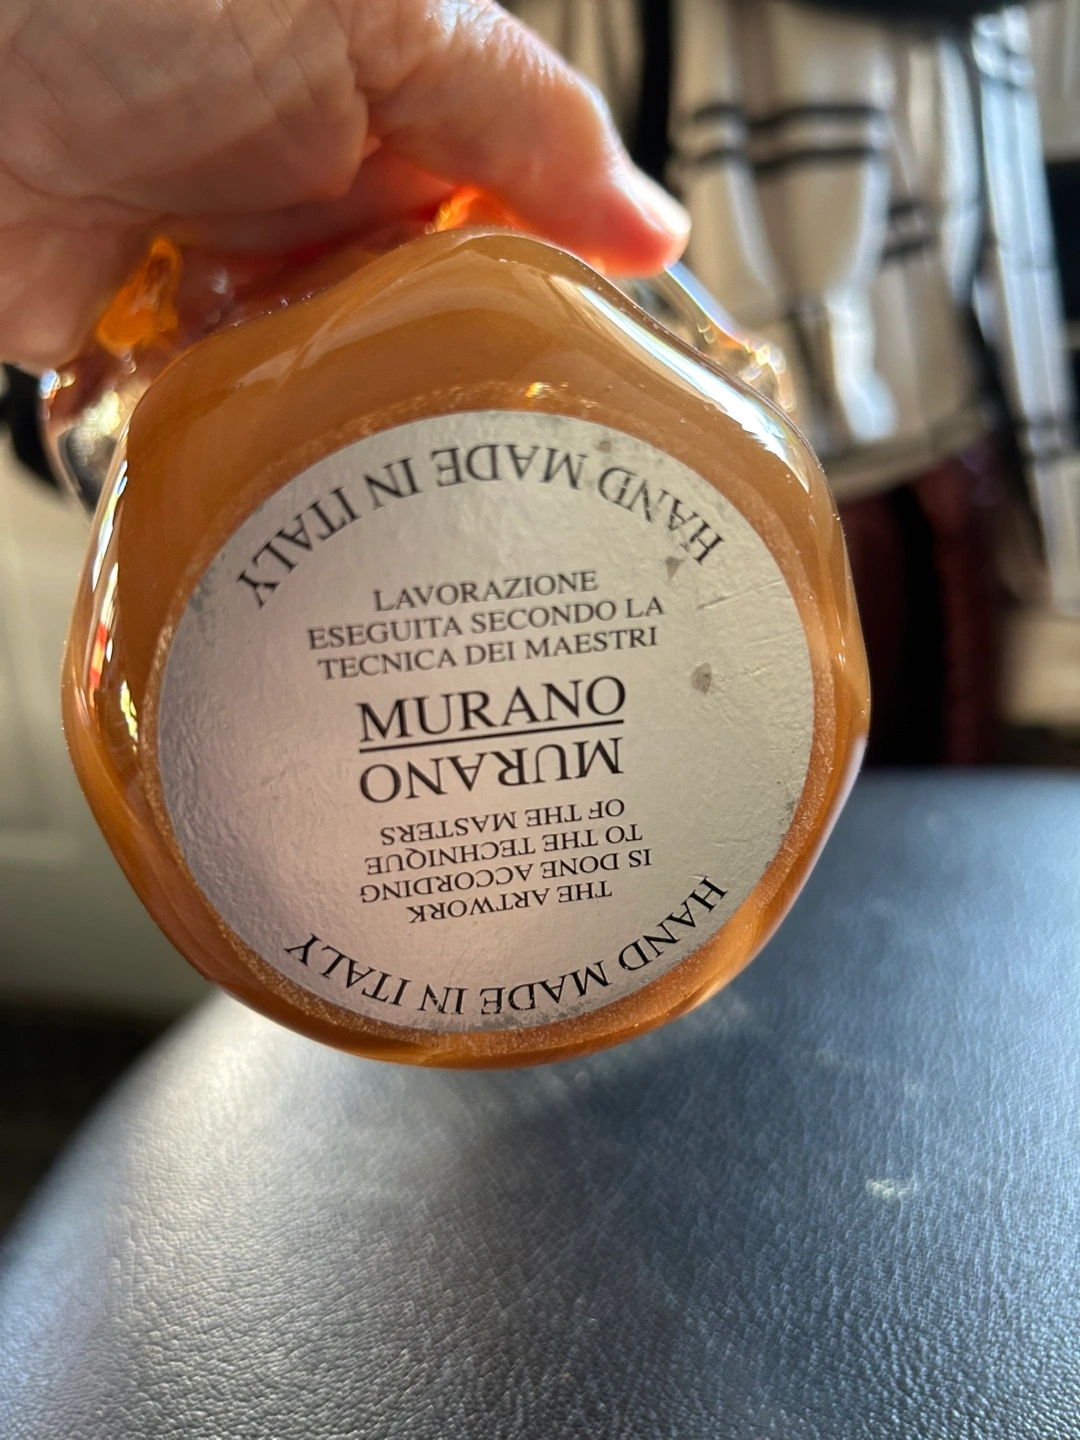 HAND MADE IN ITALY
LAVORAZIONE
ESEGUITA SECONDO LA
TECNICA DEI MAESTRI
MURANO
MURANO
THE ARTWORK
IS DONE ACCORDING
TO THE TECHNIQUE
OF THE MASTERS
HAND MADE IN ITALY